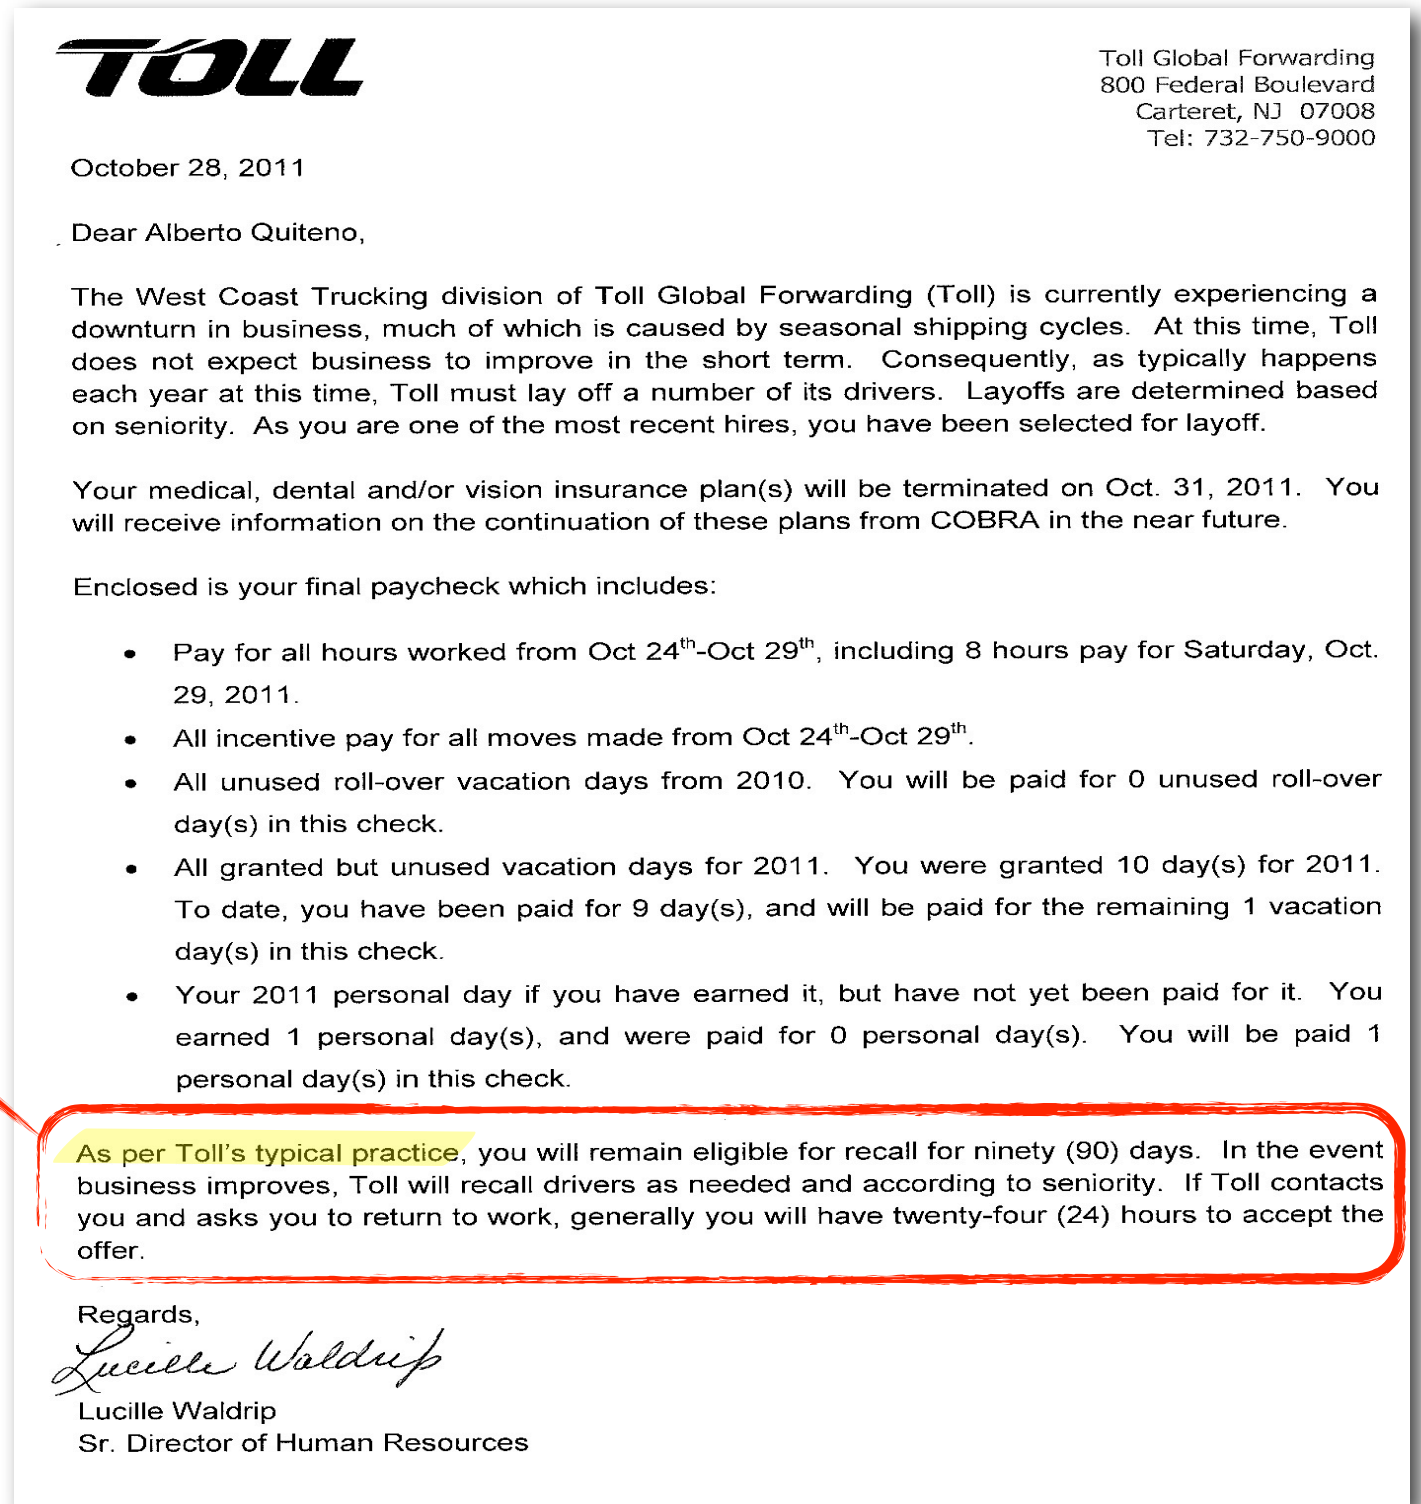 TOLL
Toll Global Forwarding
800 Federal Boulevard
Carteret, NJ 07008
Tel: 732-750-9000
October 28, 2011
Dear Alberto Quiteno,
The West Coast Trucking division of Toll Global Forwarding (Toll) is currently experiencing a
downturn in business, much of which is caused by seasonal shipping cycles. At this time, Toll
does not expect business to improve in the short term. Consequently, as typically happens
each year at this time, Toll must lay off a number of its drivers. Layoffs are determined based
on seniority. As you are one of the most recent hires, you have been selected for layoff.
Your medical, dental and/or vision insurance plan(s) will be terminated on Oct. 31, 2011. You
will receive information on the continuation of these plans from COBRA in the near future.
Enclosed is your final paycheck which includes:
• Pay for all hours worked from Oct 24th-Oct 29th, including 8 hours pay for Saturday, Oct.
29, 2011.
• All incentive pay for all moves made from Oct 24th-Oct 29th.
• All unused roll-over vacation days from 2010. You will be paid for 0 unused roll-over
day(s) in this check.
• All granted but unused vacation days for 2011. You were granted 10 day(s) for 2011.
To date, you have been paid for 9 day(s), and will be paid for the remaining 1 vacation
day(s) in this check.
• Your 2011 personal day if you have earned it, but have not yet been paid for it. You
earned 1 personal day(s), and were paid for 0 personal day(s). You will be paid 1
personal day(s) in this check.
As per Toll's typical practice, you will remain eligible for recall for ninety (90) days. In the event
business improves, Toll will recall drivers as needed and according to seniority. If Toll contacts
you and asks you to return to work, generally you will have twenty-four (24) hours to accept the
offer.
Regards,
Lucille Waldrip
Lucille Waldrip
Sr. Director of Human Resources